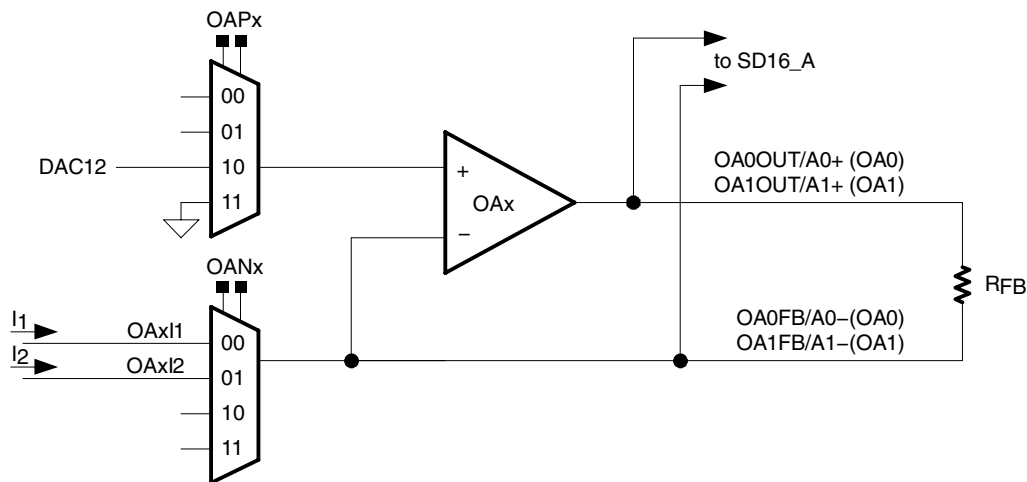 OAPx
00
01
DAC12
10
11
+
−
OAx
to SD16_A
OA0OUT/A0+ (OA0)
OA1OUT/A1+ (OA1)
RFB
OANx
I1
OAxI1
00
I2
OAxI2
01
10
11
OA0FB/A0−(OA0)
OA1FB/A1−(OA1)